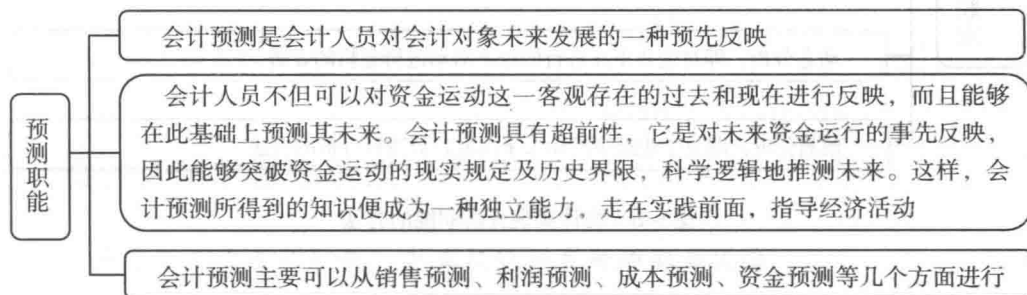 会计预测是会计人员对会计对象未来发展的一种预先反映
预测职能
会计人员不但可以对资金运动这一客观存在的过去和现在进行反映，而且能够
在此基础上预测其未来。会计预测具有超前性，它是对未来资金运行的事先反映，
因此能够突破资金运动的现实规定及历史界限，科学逻辑地推测未来。这样，会
计预测所得到的知识便成为一种独立能力，走在实践前面，指导经济活动
会计预测主要可以从销售预测、利润预测、成本预测、资金预测等几个方面进行